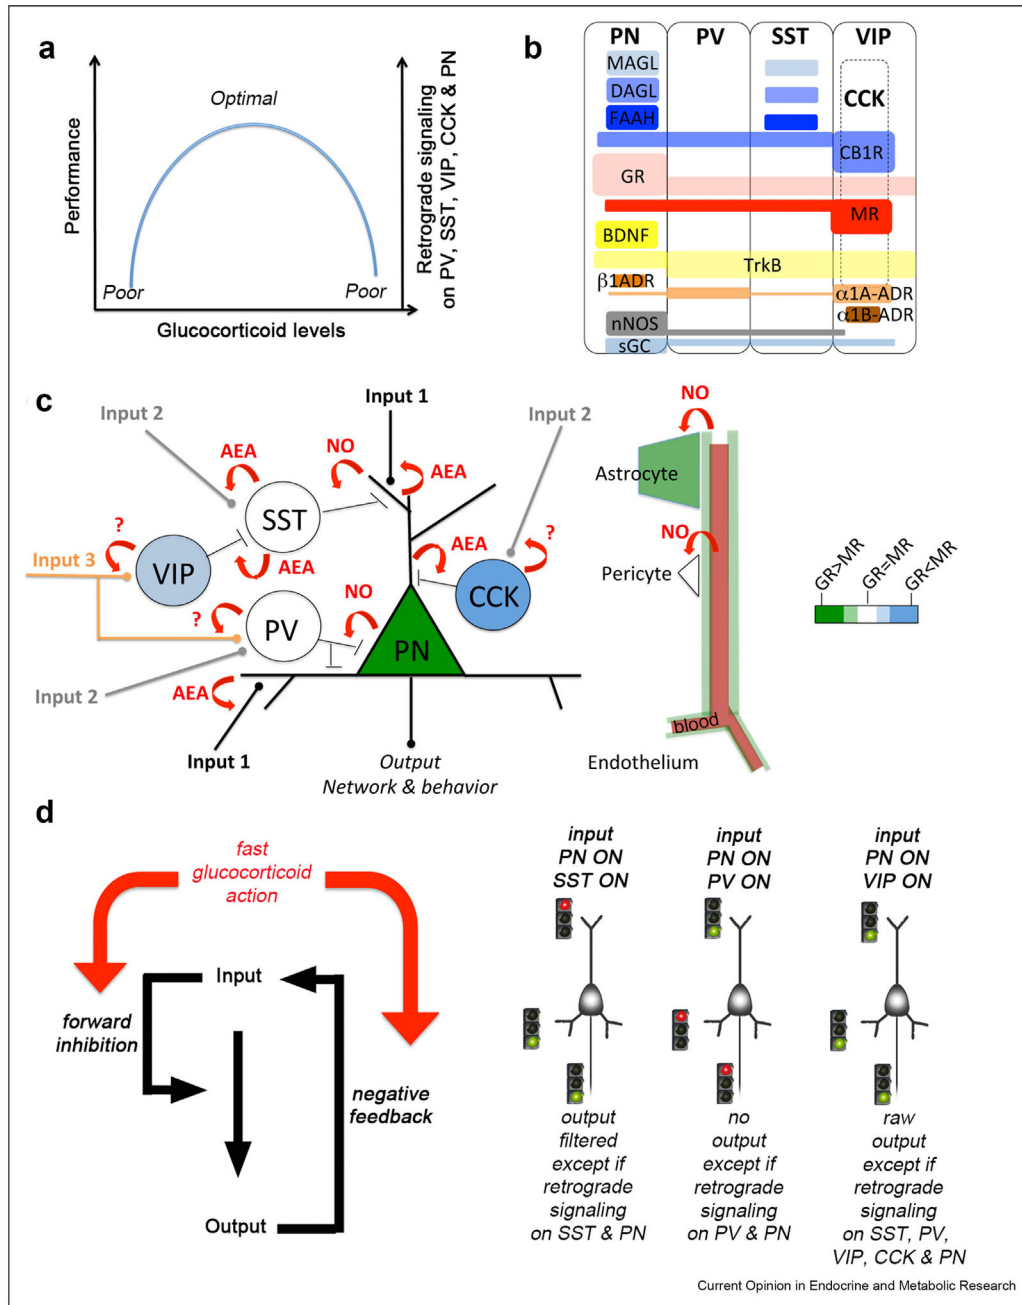 a
Performance
Optimal
Poor
Poor
Glucocorticoid levels
Retrograde signaling
on PV, SST, VIP, CCK & PN
b
PN
PV
SST
VIP
MAGL
DAGL
FAAH
CCK
CB1R
GR
MR
BDNF
TrkB
β1ADR
α1A-ADR
α1B-ADR
nNOS
sGC
c
Input 2
Input 1
Input 2
NO
AEA
NO
AEA
Astrocyte
SST
?
?
AEA
Input 3
VIP
AEA
CCK
NO
Pericyte
GR>MR
GR=MR
GR<MR
?
PV
NO
PN
Input 2
AEA
Input 1
Output
Network & behavior
blood
Endothelium
d
fast
glucocorticoid
action
Input
forward
inhibition
negative
feedback
Output
input
PN ON
SST ON
output
filtered
except if
retrograde
signaling
on SST & PN
input
PN ON
PV ON
no
output
except if
retrograde
signaling
on PV & PN
input
PN ON
VIP ON
raw
output
except if
retrograde
signaling
on SST, PV,
VIP, CCK & PN
Current Opinion in Endocrine and Metabolic Research